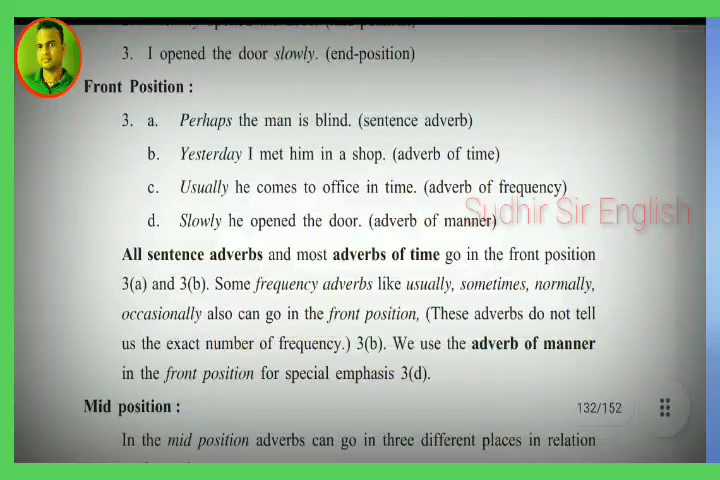 3. I opened the door slowly. (end-position)
Front Position :
3. a. Perhaps the man is blind. (sentence adverb)
b. Yesterday I met him in a shop. (adverb of time)
c. Usually he comes to office in time. (adverb of frequency)
d. Slowly he opened the door. (adverb of manner)
Sudhir Sir English
All sentence adverbs and most adverbs of time go in the front position
3(a) and 3(b). Some frequency adverbs like usually, sometimes, normally,
occasionally also can go in the front position, (These adverbs do not tell
us the exact number of frequency.) 3(b). We use the adverb of manner
in the front position for special emphasis 3(d).
Mid position :
132/152
In the mid position adverbs can go in three different places in relation